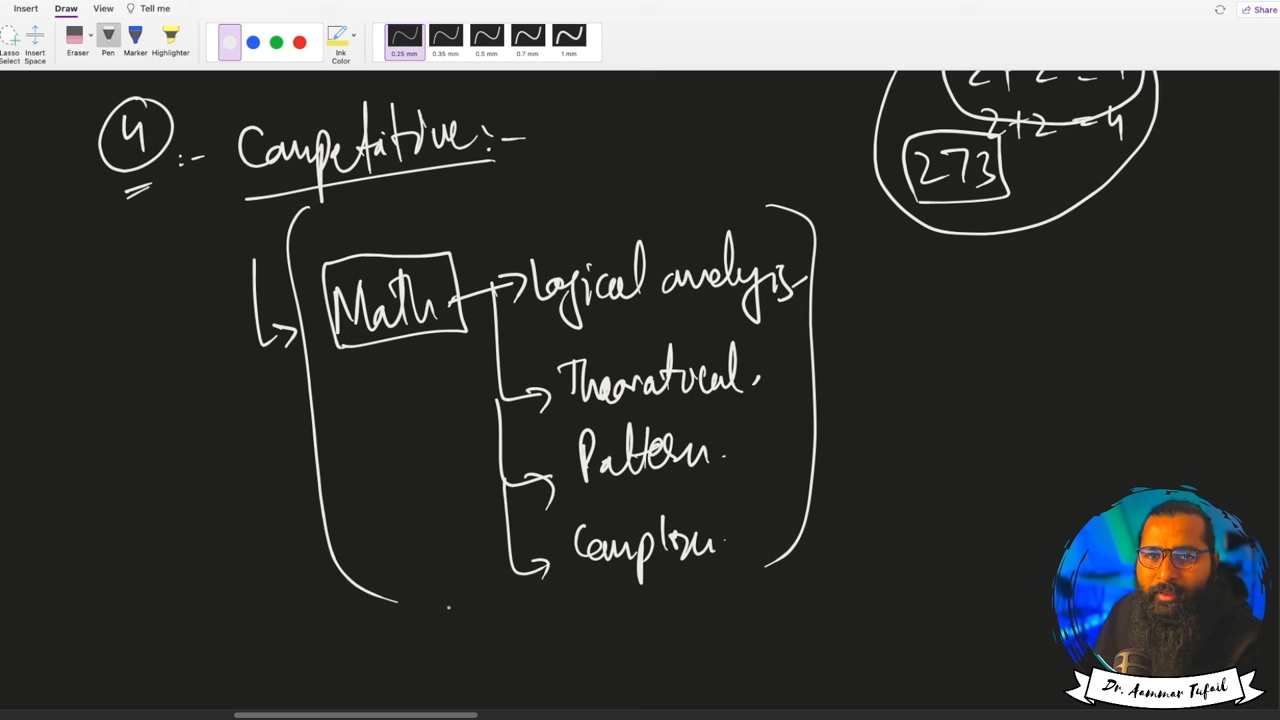 Insert Draw View Tell me
Share
Lasso Select
Insert Space
Eraser
Pen
Marker
Highlighter
Ink Color
0.25 mm
0.35 mm
0.5 mm
0.7 mm
1 mm
2+2=4
273
4 :- Competative:-
Math → Logical analysis
Theoratical.
Pattern.
Dr. Aammar Tufail